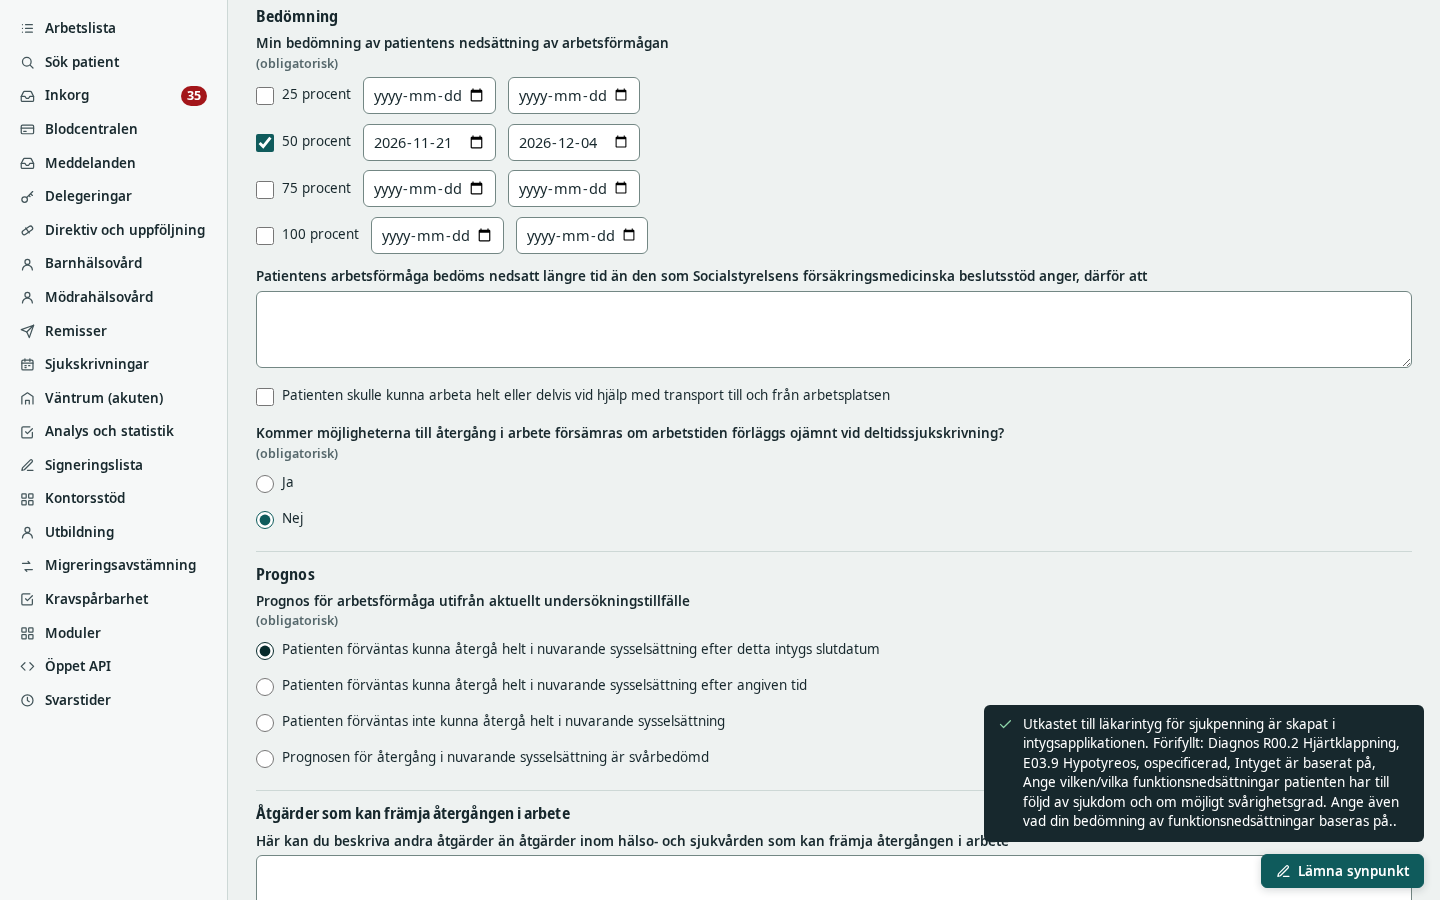 Arbetslista
Sök patient
Inkorg 35
Blodcentralen
Meddelanden
Delegeringar
Direktiv och uppföljning
Barnhälsovård
Mödrahälsovård
Remisser
Sjukskrivningar
Väntrum (akuten)
Analys och statistik
Signeringslista
Kontorsstöd
Utbildning
Migreringsavstämning
Kravspårbarhet
Moduler
Öppet API
Svarstider
Bedömning
Min bedömning av patientens nedsättning av arbetsförmågan
(obligatorisk)
25 procent yyyy-mm-dd yyyy-mm-dd
50 procent 2026-11-21 2026-12-04
75 procent yyyy-mm-dd yyyy-mm-dd
100 procent yyyy-mm-dd yyyy-mm-dd
Patientens arbetsförmåga bedöms nedsatt längre tid än den som Socialstyrelsens försäkringsmedicinska beslutsstöd anger, därför att
Patienten skulle kunna arbeta helt eller delvis vid hjälp med transport till och från arbetsplatsen
Kommer möjligheterna till återgång i arbete försämras om arbetstiden förläggs ojämnt vid deltidssjukskrivning?
(obligatorisk)
Ja
Nej
Prognos
Prognos för arbetsförmåga utifrån aktuellt undersökningstillfälle
(obligatorisk)
Patienten förväntas kunna återgå helt i nuvarande sysselsättning efter detta intygs slutdatum
Patienten förväntas kunna återgå helt i nuvarande sysselsättning efter angiven tid
Patienten förväntas inte kunna återgå helt i nuvarande sysselsättning
Prognosen för återgång i nuvarande sysselsättning är svårbedömd
Åtgärder som kan främja återgången i arbete
Här kan du beskriva andra åtgärder än åtgärder inom hälso- och sjukvården som kan främja återgången i arbete
Utkastet till läkarintyg för sjukpenning är skapat i
intygsapplikationen. Förifyllt: Diagnos R00.2 Hjärtklappning,
E03.9 Hypotyreos, ospecificerad, Intyget är baserat på,
Ange vilken/vilka funktionsnedsättningar patienten har till
följd av sjukdom och om möjligt svårighetsgrad. Ange även
vad din bedömning av funktionsnedsättningar baseras på..
Lämna synpunkt